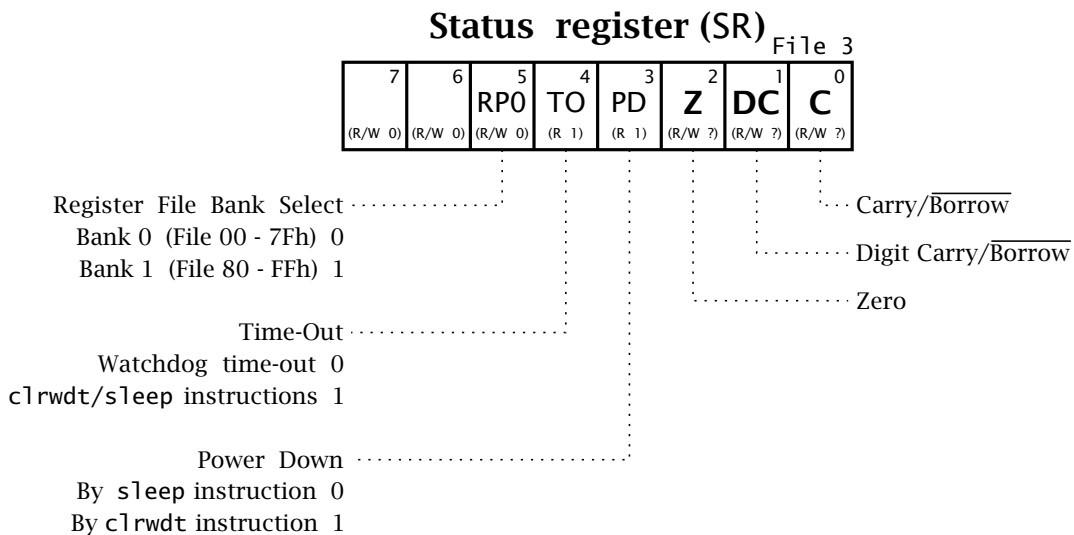 Status register (SR)
File 3
7 6 5 4 3 2 1 0
RP0 TO PD Z DC C
(R/W 0) (R/W 0) (R/W 0) (R 1) (R 1) (R/W ?) (R/W ?) (R/W ?)
Register File Bank Select
Bank 0 (File 00 - 7Fh) 0
Bank 1 (File 80 - FFh) 1
Carry/Borrow
Digit Carry/Borrow
Zero
Time-Out
Watchdog time-out 0
clrwdt/sleep instructions 1
Power Down
By sleep instruction 0
By clrwdt instruction 1